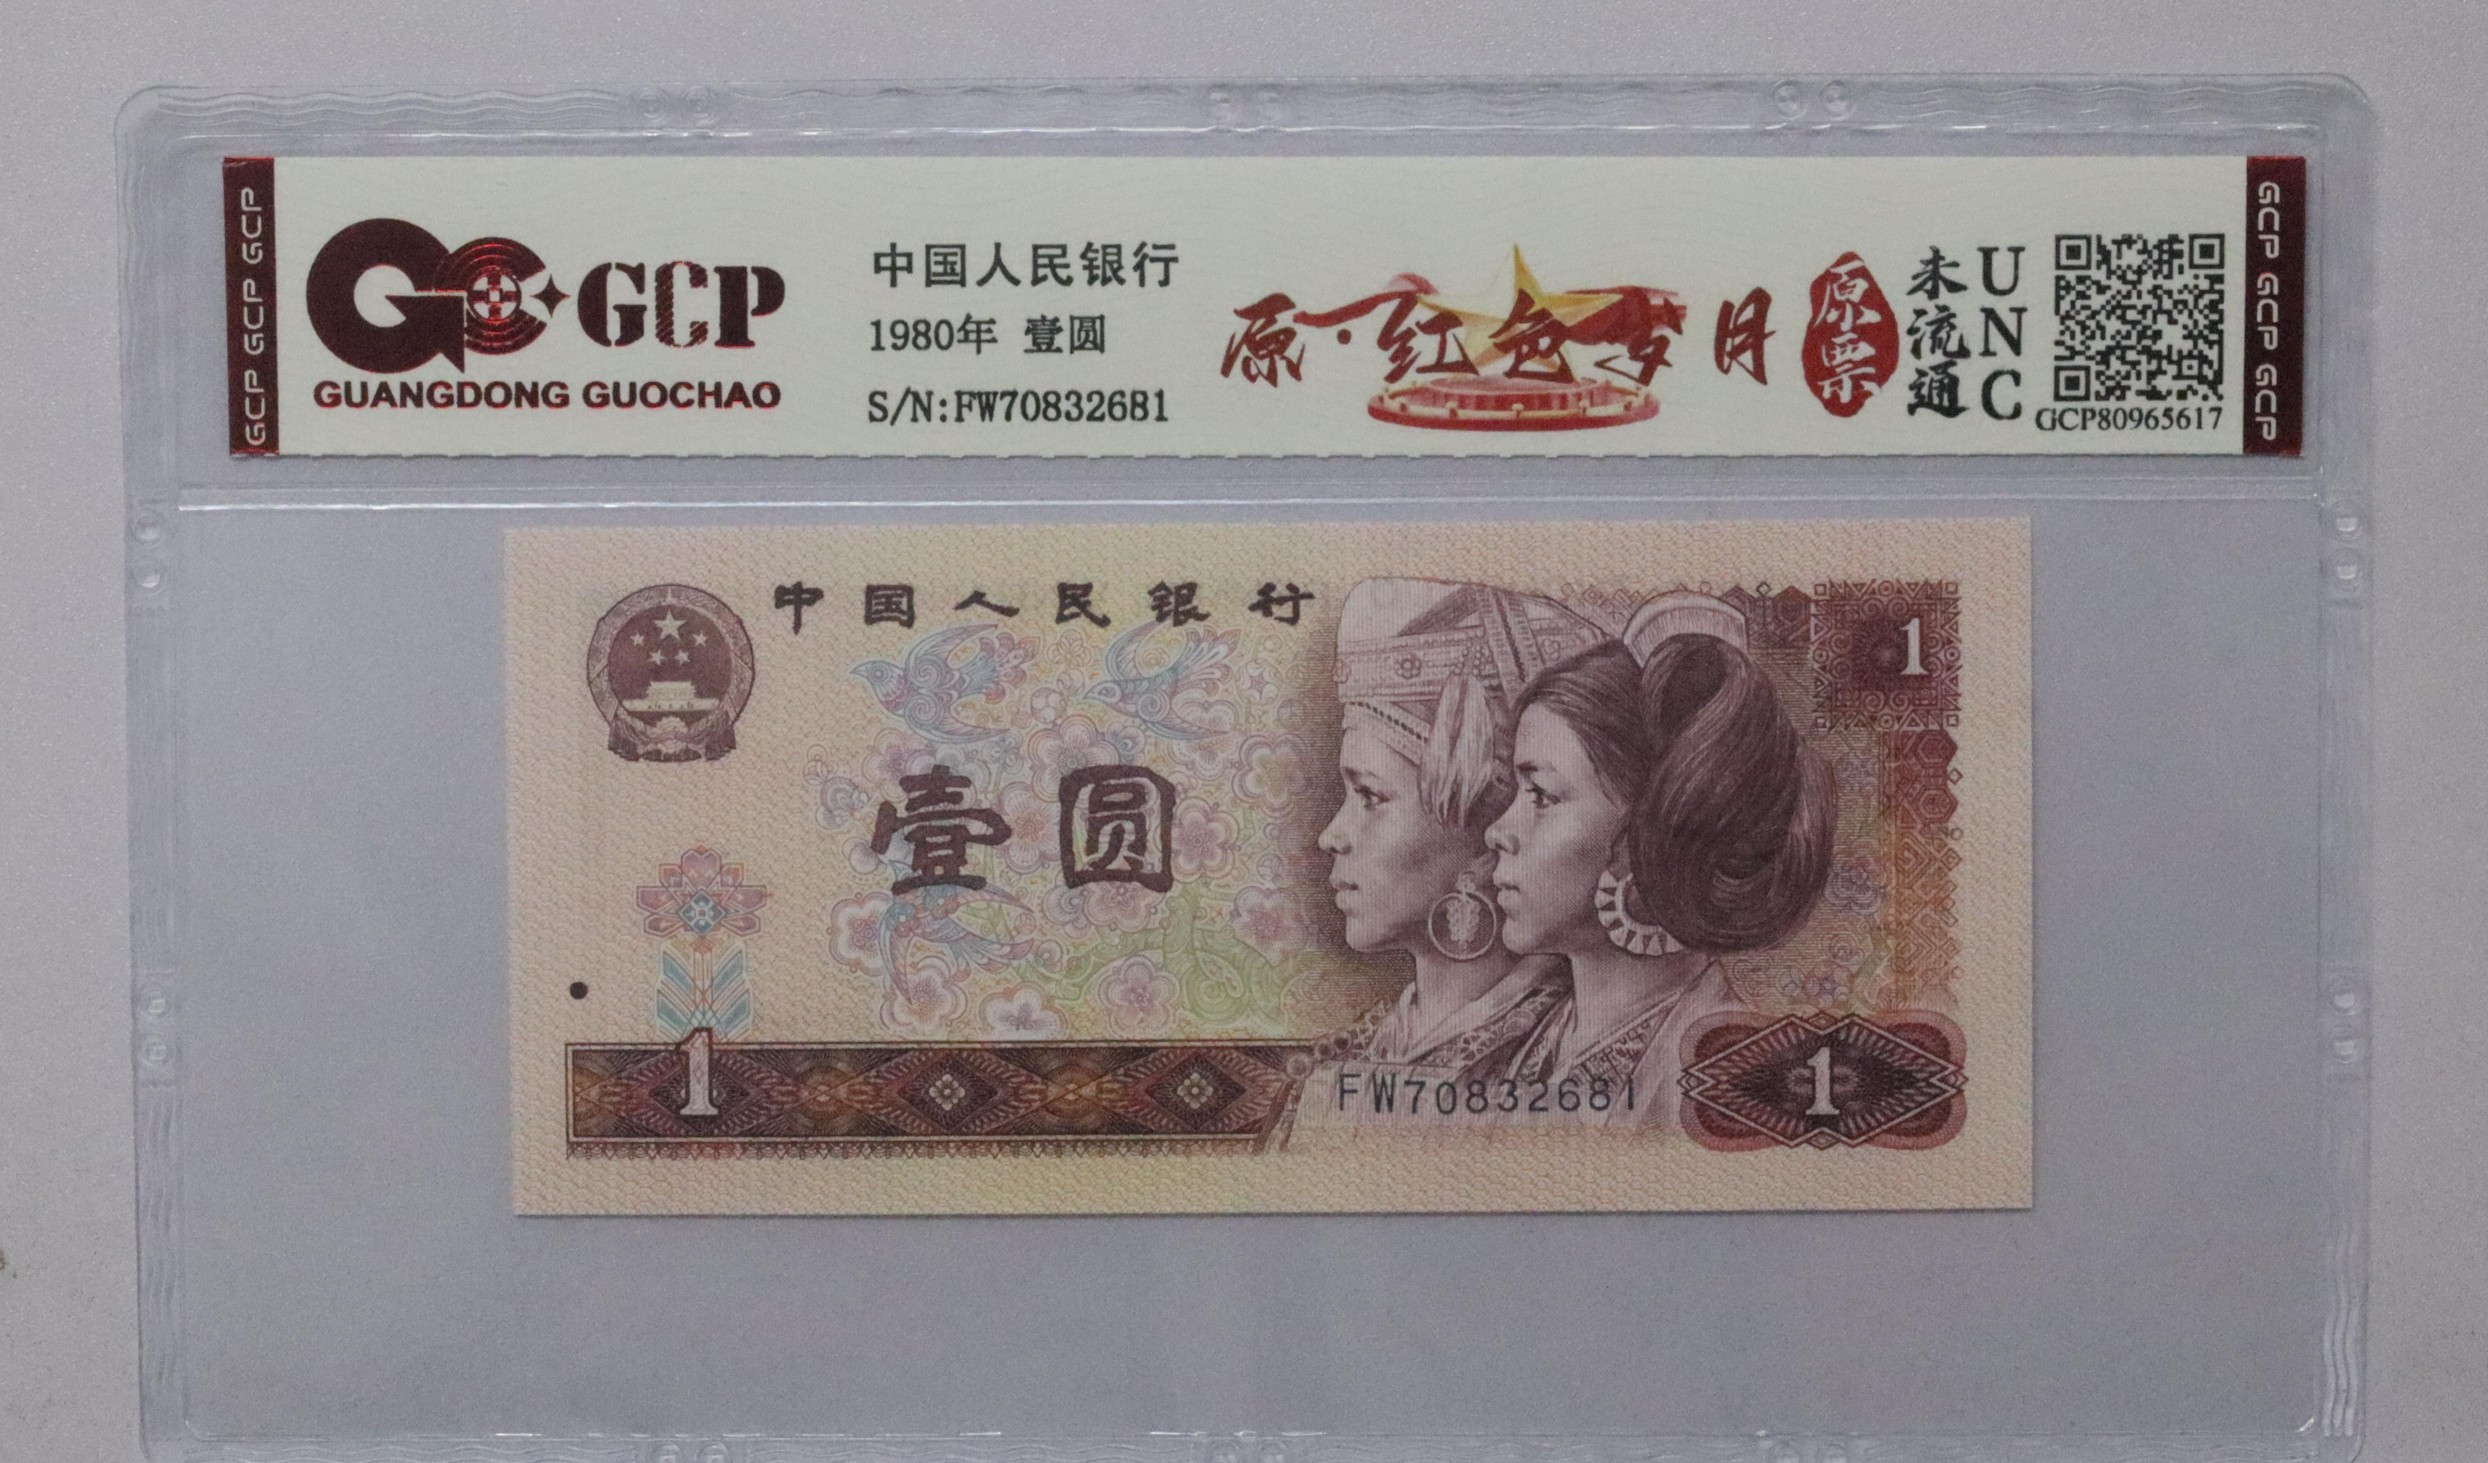 GCP GCP GCP
GCP
GUANGDONG GUOCHAO
中国人民银行
1980年 壹圆
S/N:FW70832681
原·红色岁月
原票
未流通
UNC
GCP80965617
GCP GCP GCP
中国人民银行
1
壹圆
1
FW70832681
1